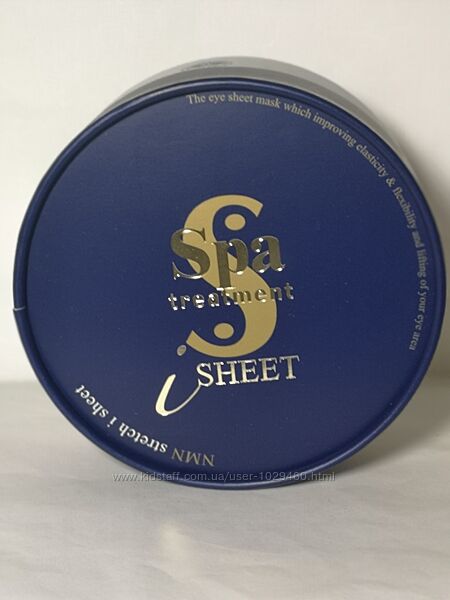 The eye sheet mask which improving elasticity & flexibility and lifting of your eye area
S
Spa
treatment
i SHEET
NMN stretch i sheet
www.kidstaff.com.ua/user-1029460.html